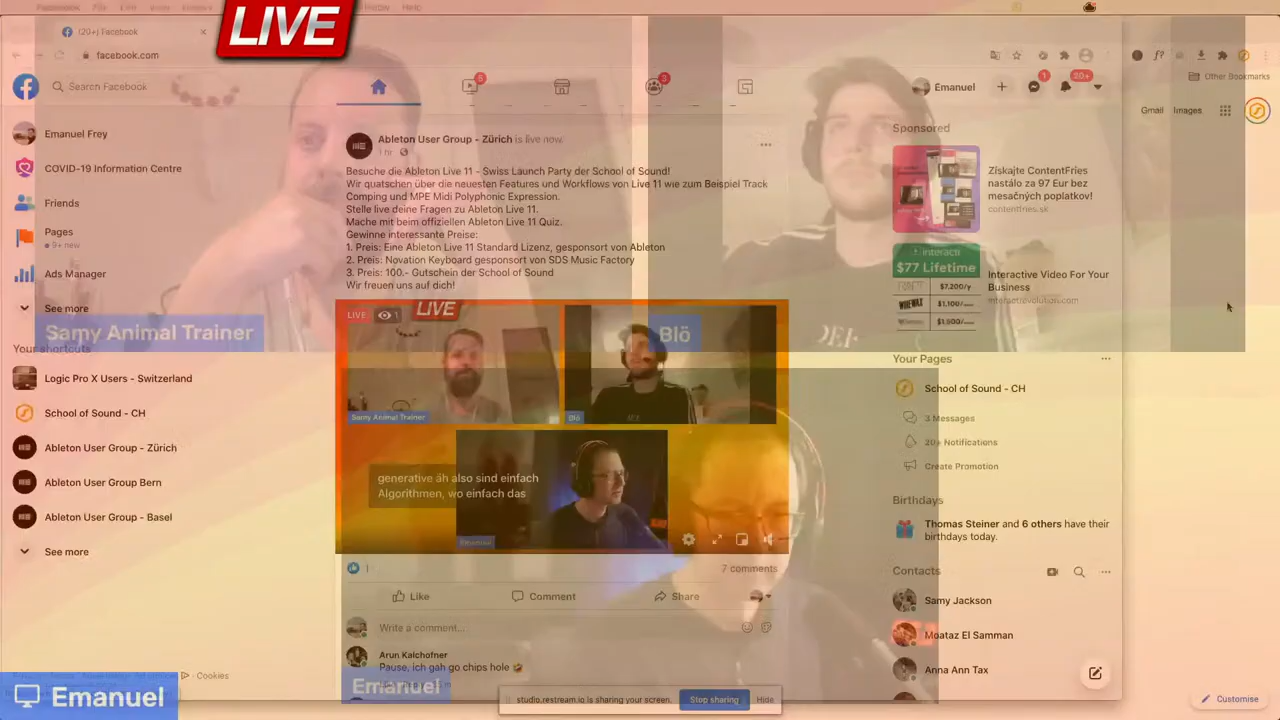 LIVE
(20+) Facebook
facebook.com
Other Bookmarks
Search Facebook
5
3
Emanuel
1
20+
Gmail Images
Emanuel Frey
COVID-19 Information Centre
Friends
Pages
9+ new
Ads Manager
See more
Samy Animal Trainer
Your shortcuts
Logic Pro X Users - Switzerland
School of Sound - CH
Ableton User Group - Zürich
Ableton User Group Bern
Ableton User Group - Basel
See more
Cookies
Emanuel
Ableton User Group - Zürich is live now.
1 hr
Besuche die Ableton Live 11 - Swiss Launch Party der School of Sound!
Wir quatschen über die neuesten Features und Workflows von Live 11 wie zum Beispiel Track
Comping und MPE Midi Polyphonic Expression.
Stelle live deine Fragen zu Ableton Live 11.
Mache mit beim offiziellen Ableton Live 11 Quiz.
Gewinne interessante Preise:
1. Preis: Eine Ableton Live 11 Standard Lizenz, gesponsort von Ableton
2. Preis: Novation Keyboard gesponsort von SDS Music Factory
3. Preis: 100.- Gutschein der School of Sound
Wir freuen uns auf dich!
LIVE 1
LIVE
Samy Animal Trainer
Blö
Blö
generative äh also sind einfach
Algorithmen, wo einfach das
Emanuel
1
7 comments
Like Comment Share
Write a comment...
Arun Kalchofner
Pause, ich gah go chips hole
Emanuel
studio.restream.io is sharing your screen. Stop sharing Hide
Sponsored
Získajte ContentFries
nastálo za 97 Eur bez
mesačných poplatkov!
contentfries.sk
$77 Lifetime
$7,200/y
Interactive Video For Your
Business
Your Pages
School of Sound - CH
3 Messages
20+ Notifications
Create Promotion
Birthdays
Thomas Steiner and 6 others have their
birthdays today.
Contacts
Samy Jackson
Moataz El Samman
Anna Ann Tax
Customise